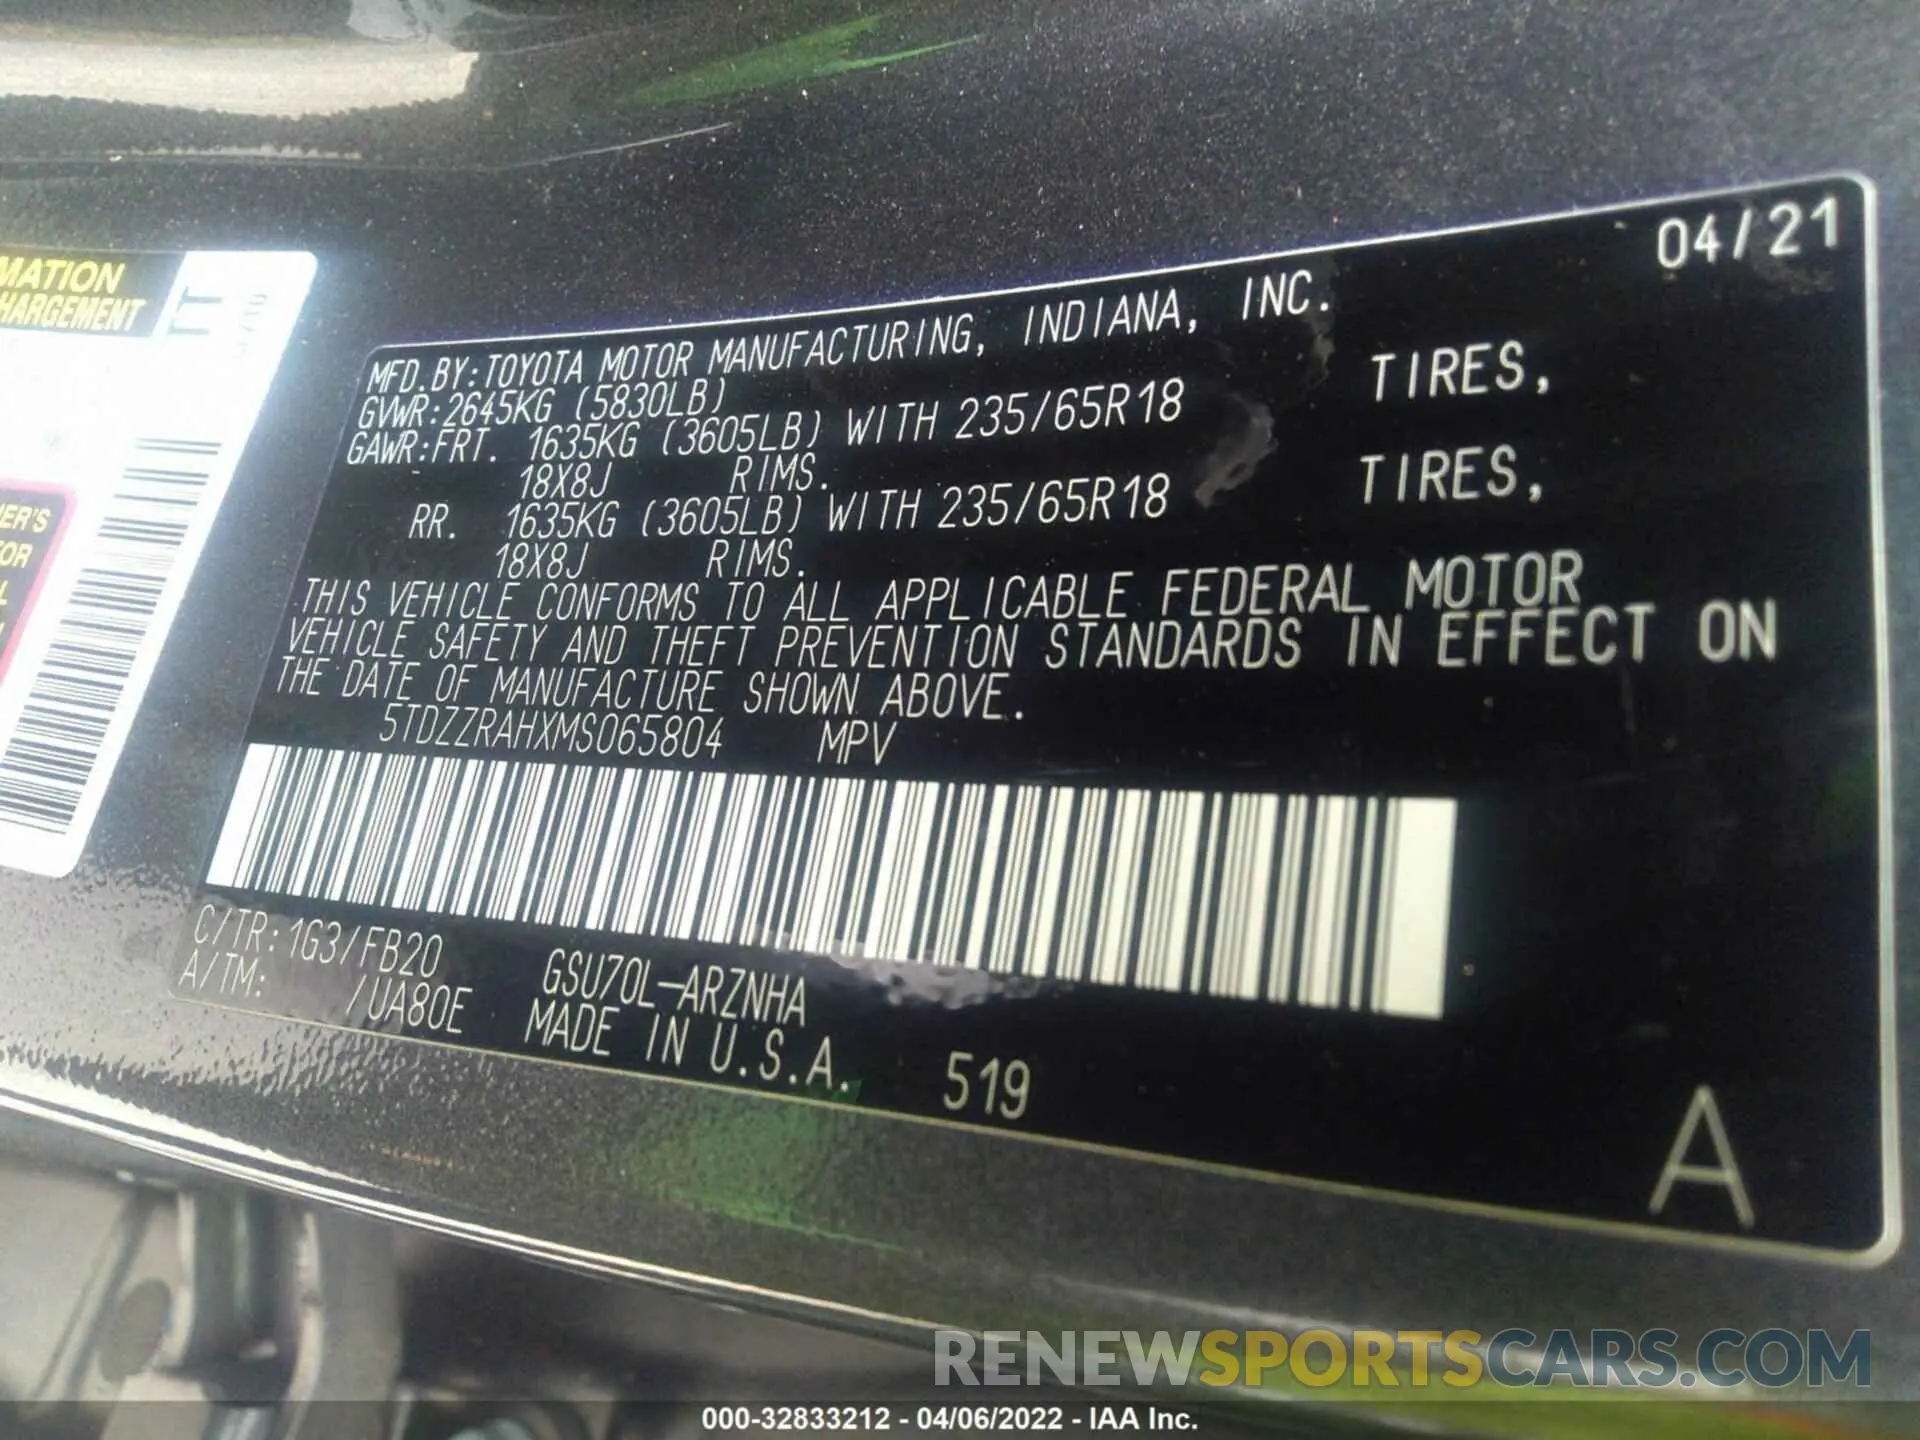 MATION
HARGEMENT
ER'S
TOR
04/21
MFD.BY:TOYOTA MOTOR MANUFACTURING, INDIANA, INC.
GVWR:2645KG (5830LB)
GAWR:FRT. 1635KG (3605LB) WITH 235/65R18 TIRES,
18X8J RIMS.
RR. 1635KG (3605LB) WITH 235/65R18 TIRES,
18X8J RIMS.
THIS VEHICLE CONFORMS TO ALL APPLICABLE FEDERAL MOTOR
VEHICLE SAFETY AND THEFT PREVENTION STANDARDS IN EFFECT ON
THE DATE OF MANUFACTURE SHOWN ABOVE.
5TDZZRAHXMS065804 MPV
C/TR:1G3/FB20 GSU70L-ARZNHA
A/TM: /UA80E MADE IN U.S.A. 519
A
RENEWSPORTSCARS.COM
000-32833212 - 04/06/2022 - IAA Inc.